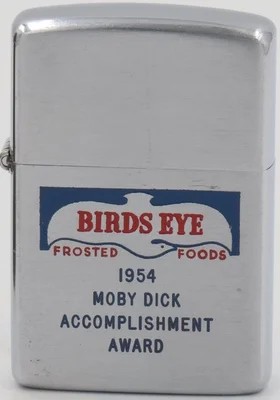 BIRDS EYE
FROSTED FOODS
1954
MOBY DICK
ACCOMPLISHMENT
AWARD